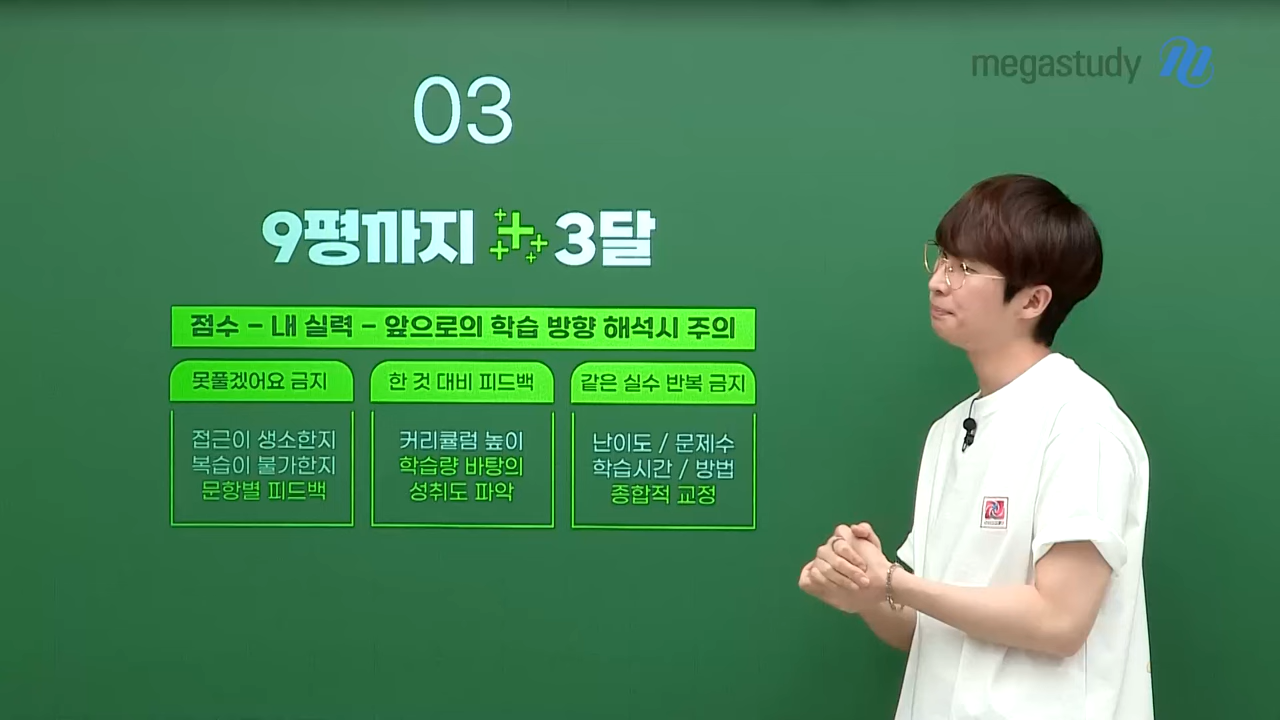 megastudy
03
9평까지 3달
점수 - 내 실력 - 앞으로의 학습 방향 해석시 주의
못풀겠어요 금지
접근이 생소한지
복습이 불가한지
문항별 피드백
한 것 대비 피드백
커리큘럼 높이
학습량 바탕의
성취도 파악
같은 실수 반복 금지
난이도 / 문제수
학습시간 / 방법
종합적 교정